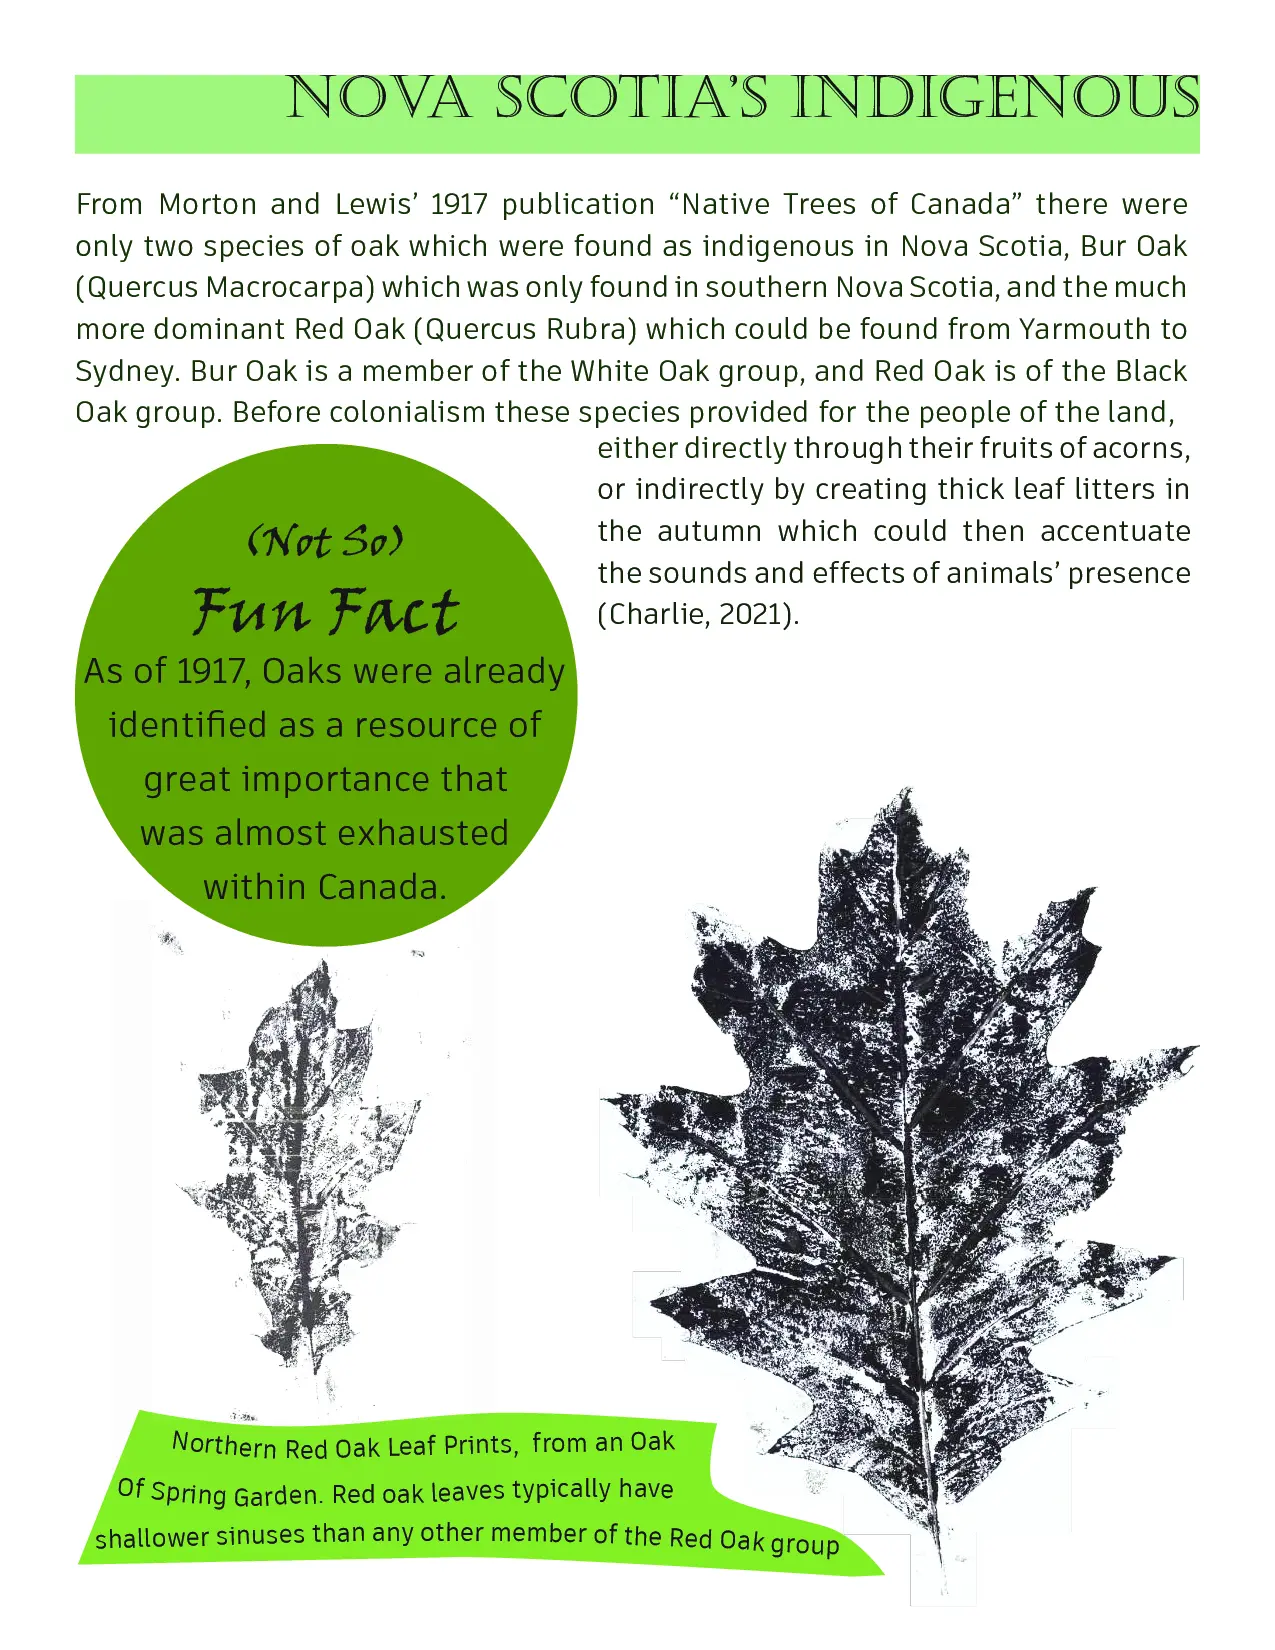 NOVA SCOTIA’S INDIGENOUS
From Morton and Lewis’ 1917 publication “Native Trees of Canada” there were
only two species of oak which were found as indigenous in Nova Scotia, Bur Oak
(Quercus Macrocarpa) which was only found in southern Nova Scotia, and the much
more dominant Red Oak (Quercus Rubra) which could be found from Yarmouth to
Sydney. Bur Oak is a member of the White Oak group, and Red Oak is of the Black
Oak group. Before colonialism these species provided for the people of the land,
either directly through their fruits of acorns,
or indirectly by creating thick leaf litters in
the autumn which could then accentuate
the sounds and effects of animals’ presence
(Charlie, 2021).
(Not So)
Fun Fact
As of 1917, Oaks were already
identified as a resource of
great importance that
was almost exhausted
within Canada.
Northern Red Oak Leaf Prints, from an Oak
Of Spring Garden. Red oak leaves typically have
shallower sinuses than any other member of the Red Oak group